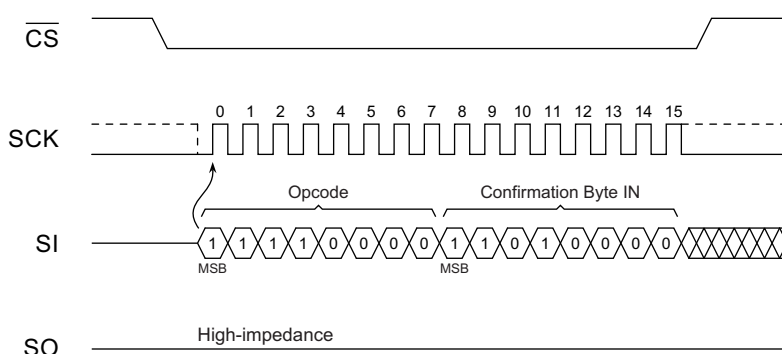 CS
0 1 2 3 4 5 6 7 8 9 10 11 12 13 14 15
SCK
Opcode Confirmation Byte IN
SI 1 1 1 1 0 0 0 0 1 1 0 1 0 0 0 0
MSB MSB
High-impedance
SO